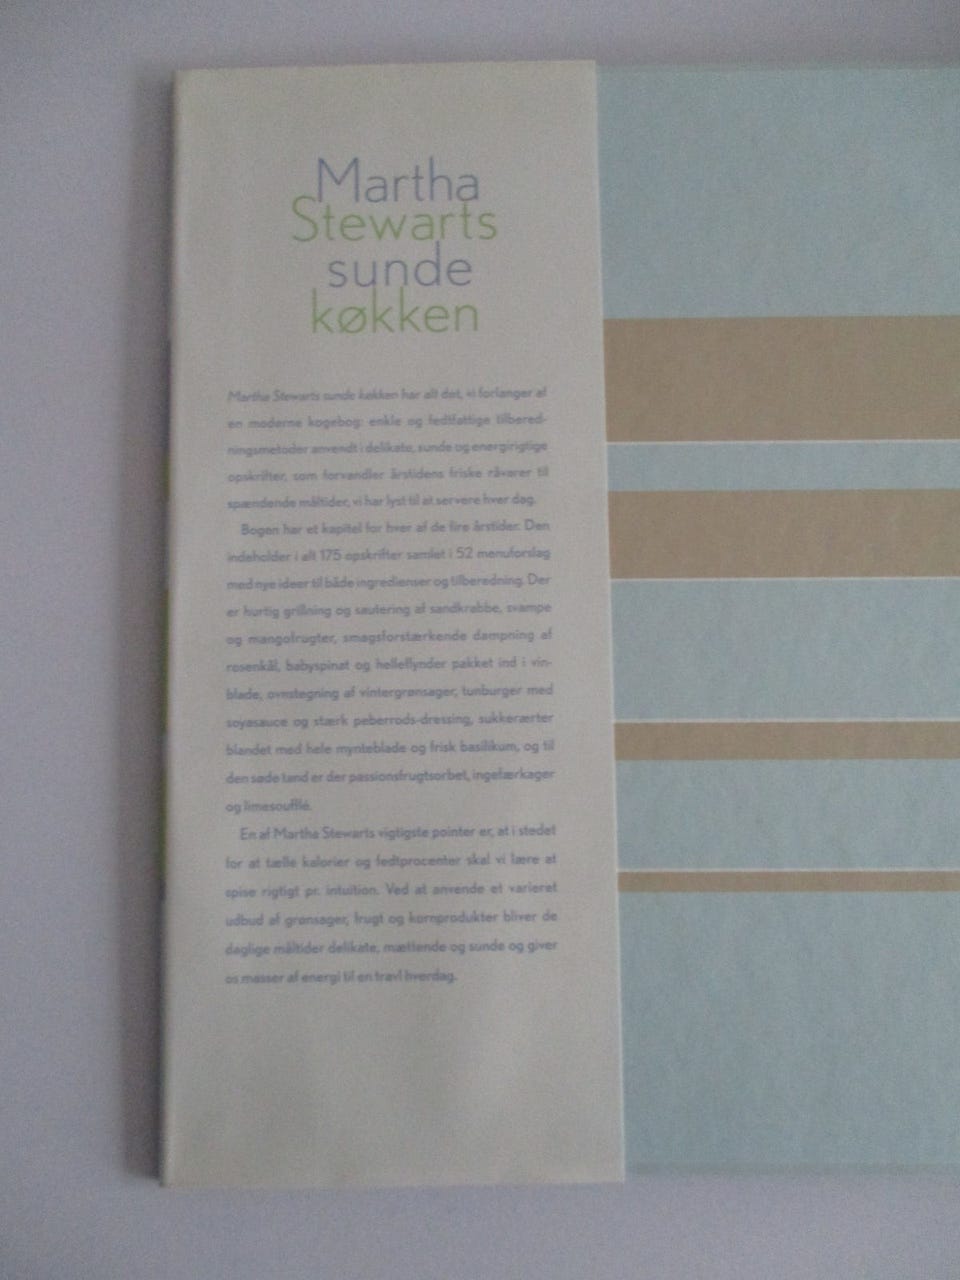 Martha
Stewarts
sunde
køkken
Martha Stewarts sunde køkken har alt det, vi forlanger af
en moderne kogebog: enkle og fedtfattige tilbered-
ningsmetoder anvendt i delikate, sunde og energirigtige
opskrifter, som forvandler årstidens friske råvarer til
spændende måltider, vi har lyst til at servere hver dag.
Bogen har et kapitel for hver af de fire årstider. Den
indeholder i alt 175 opskrifter samlet i 52 menuforslag
med nye ideer til både ingredienser og tilberedning. Der
er hurtig grillning og sautering af sandkrabbe, svampe
og mangofrugter, smagsforstærkende dampning af
rosenkål, babyspinat og helleflynder pakket ind i vin-
blade, ovnstegning af vintergrønsager, tunburger med
soyasauce og stærk peberrods-dressing, sukkerærter
blandet med hele mynteblade og frisk basilikum, og til
den søde tand er der passionsfrugtsorbet, ingefærkager
og limesoufflé.
En af Martha Stewarts vigtigste pointer er, at i stedet
for at tælle kalorier og fedtprocenter skal vi lære at
spise rigtigt pr. intuition. Ved at anvende et varieret
udbud af grønsager, frugt og kornprodukter bliver de
daglige måltider delikate, mættende og sunde og giver
os masser af energi til en travl hverdag.